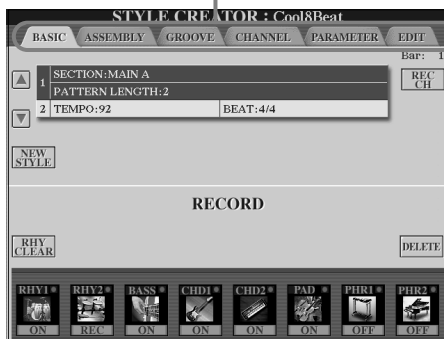 STYLE CREATOR : Cool8Beat
BASIC ASSEMBLY GROOVE CHANNEL PARAMETER EDIT
Bar: 1
1 SECTION:MAIN A
PATTERN LENGTH:2
REC CH
2 TEMPO:92 BEAT:4/4
NEW STYLE
RECORD
RHY CLEAR
DELETE
RHY1 RHY2 BASS CHD1 CHD2 PAD PHR1 PHR2
ON REC ON ON ON ON OFF OFF